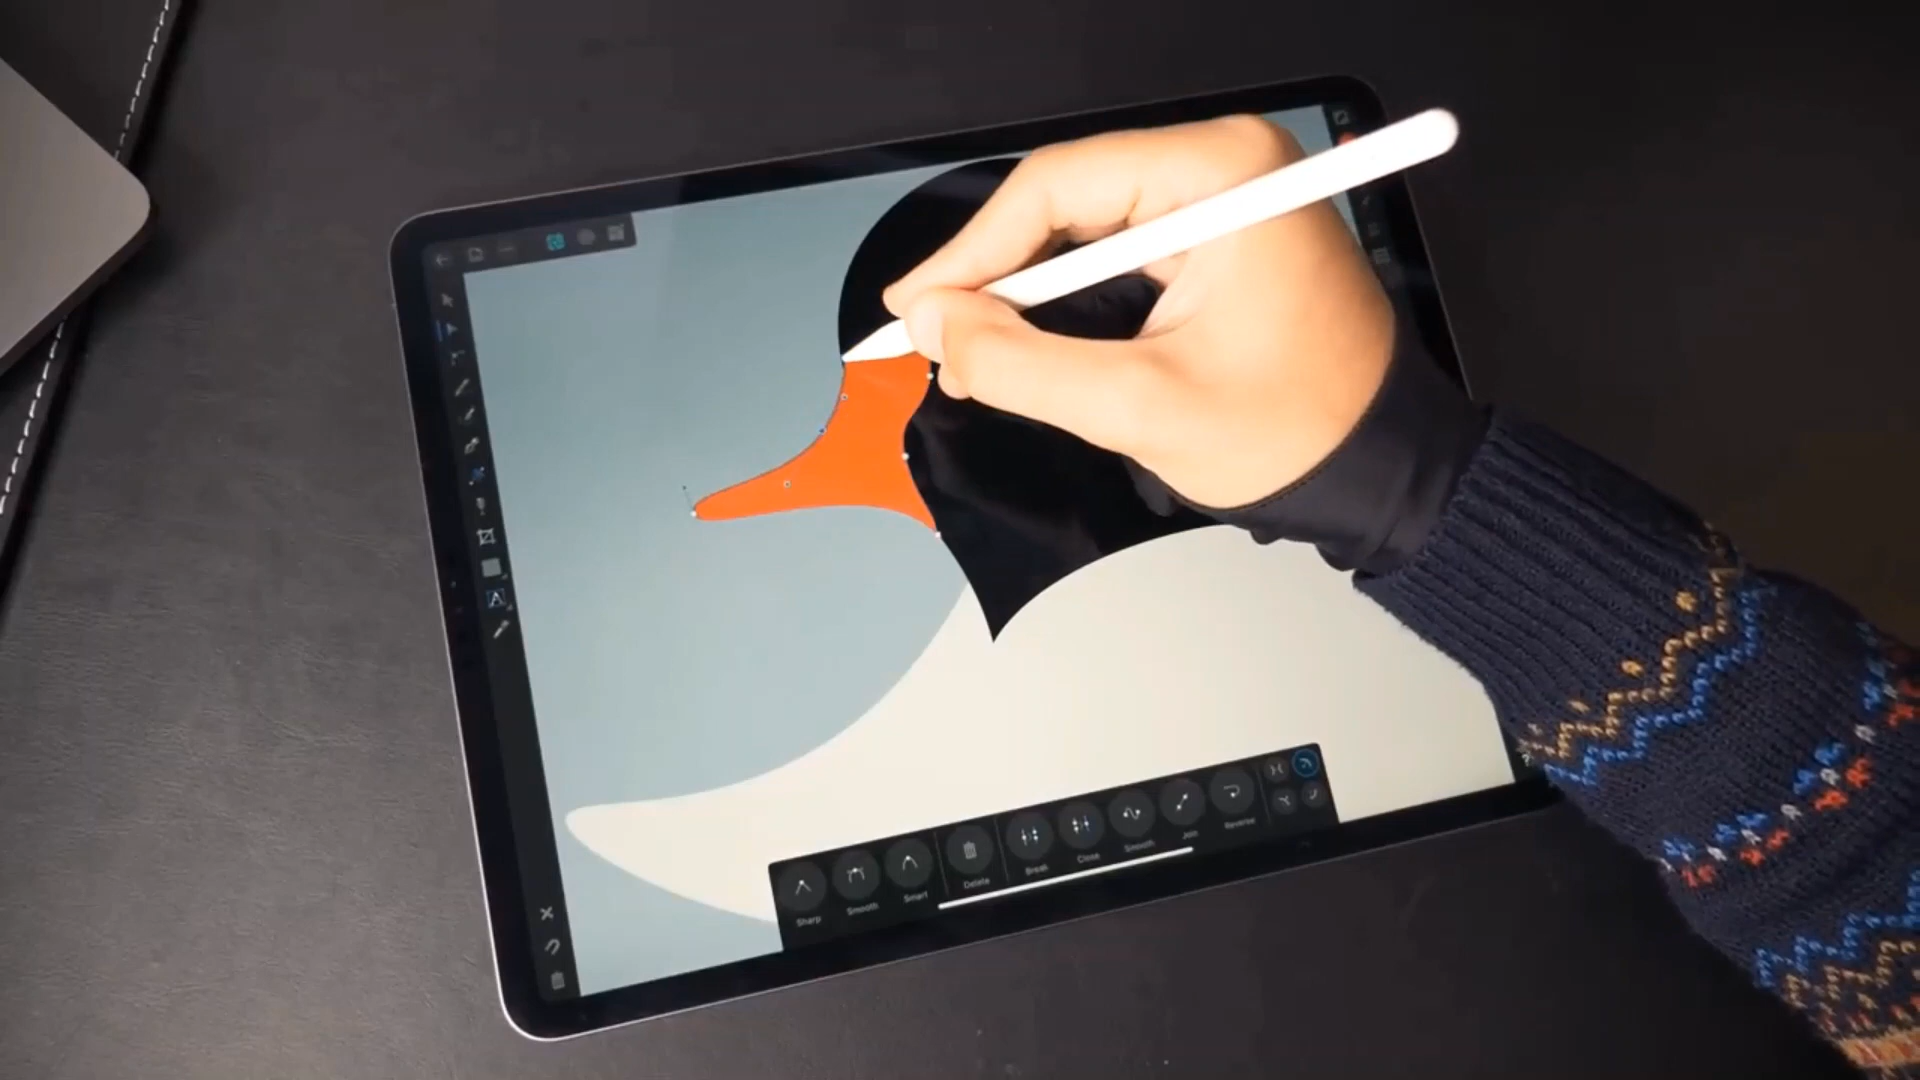 Sharp
Smooth
Smart
Delete
Break
Close
Smooth
Join
Reverse